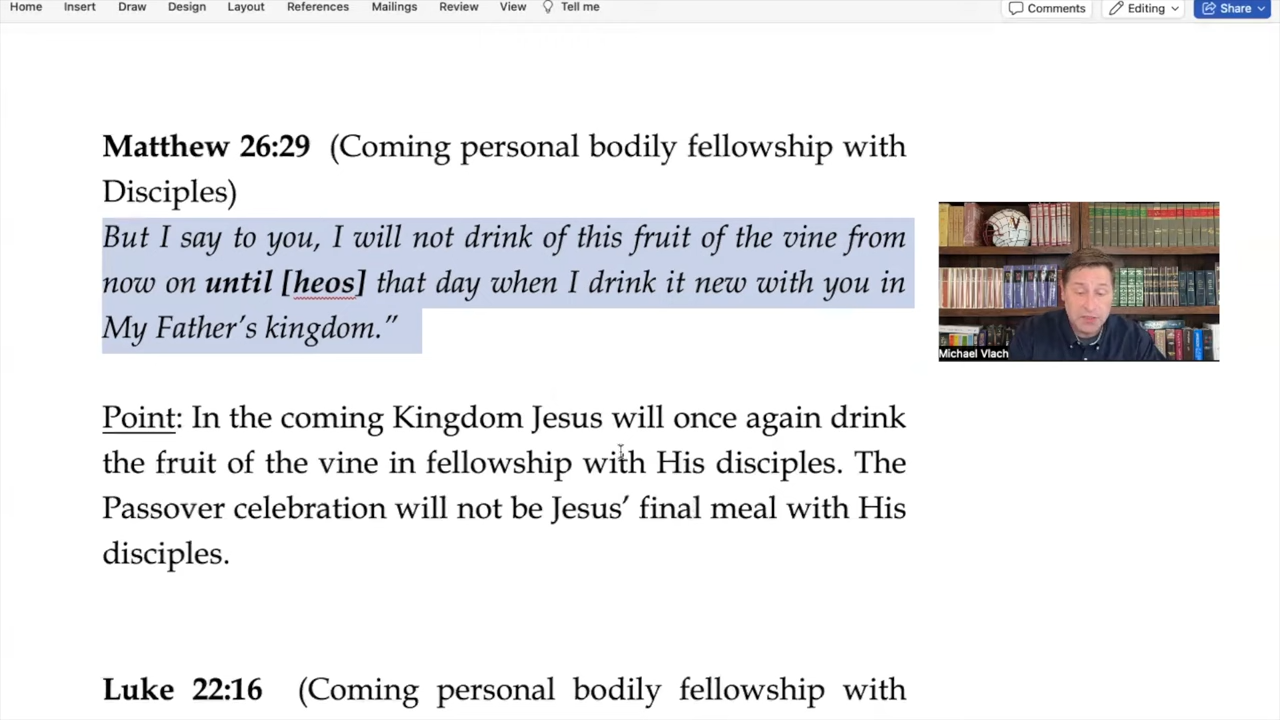 Home Insert Draw Design Layout References Mailings Review View Tell me Comments Editing Share
Matthew 26:29 (Coming personal bodily fellowship with
Disciples)
But I say to you, I will not drink of this fruit of the vine from
now on until [heos] that day when I drink it new with you in
My Father’s kingdom.”
Michael Vlach
Point: In the coming Kingdom Jesus will once again drink
the fruit of the vine in fellowship with His disciples. The
Passover celebration will not be Jesus’ final meal with His
disciples.
Luke 22:16 (Coming personal bodily fellowship with